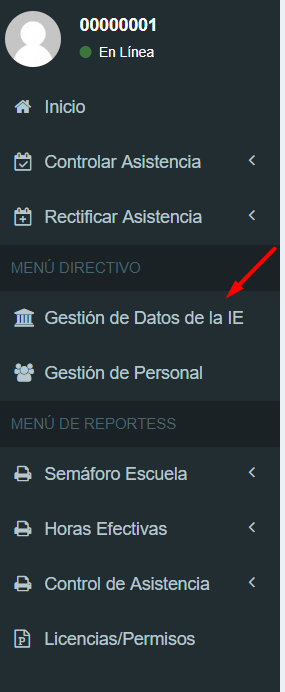 00000001
En Línea
Inicio
Controlar Asistencia
Rectificar Asistencia
MENÚ DIRECTIVO
Gestión de Datos de la IE
Gestión de Personal
MENÚ DE REPORTESS
Semáforo Escuela
Horas Efectivas
Control de Asistencia
Licencias/Permisos